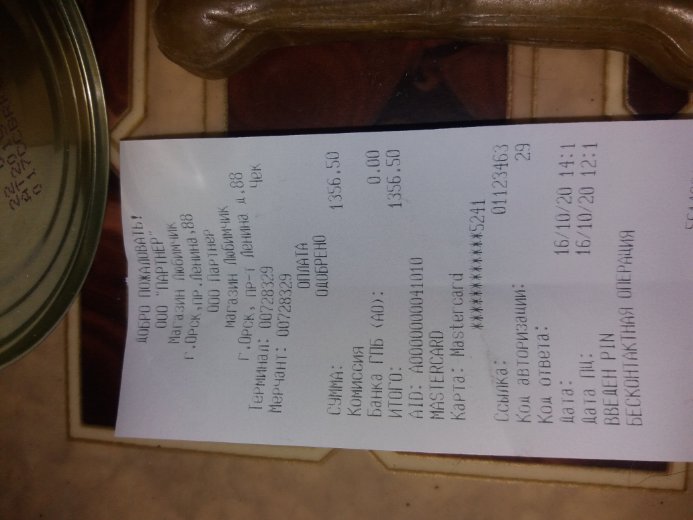 ДОБРО ПОЖАЛОВАТЬ!
ООО "ПАРТНЕР"
Магазин Любимчик
г.Орск,пр.Ленина,88
ООО Партнер
магазин Любимчик
г.Орск, пр-т Ленина д.88
Терминал: 00728329 Чек
Мерчант: 00728329
ОПЛАТА
ОДОБРЕНО
СУММА: 1356.50
Комиссия
Банка ГПБ (АО): 0.00
ИТОГО: 1356.50
AID: A0000000041010
MASTERCARD
Карта: Mastercard
************5241
Ссылка: 01123463
Код авторизации: 29
Код ответа:
Дата: 16/10/20 14:1
Дата ПЦ: 16/10/20 12:1
ВВЕДЕН PIN
БЕСКОНТАКТНАЯ ОПЕРАЦИЯ